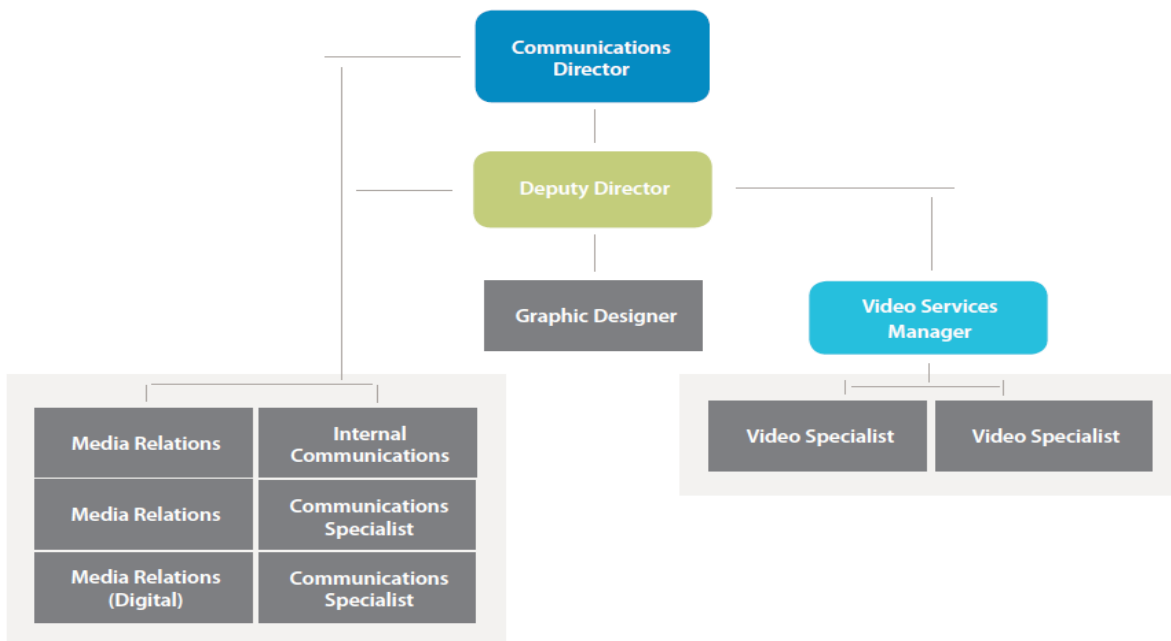 Communications
Director
Deputy Director
Graphic Designer
Video Services
Manager
Media Relations
Internal
Communications
Media Relations
Communications
Specialist
Media Relations
(Digital)
Communications
Specialist
Video Specialist
Video Specialist